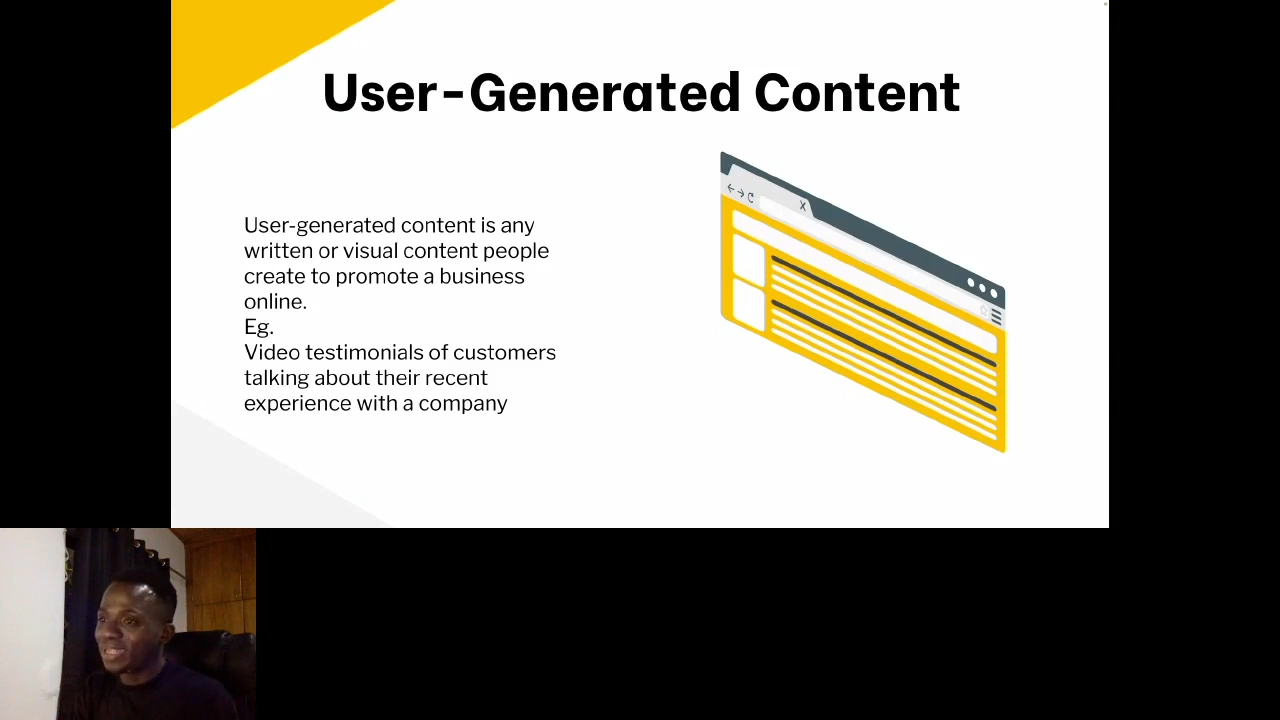 User-Generated Content
User-generated content is any
written or visual content people
create to promote a business
online.
Eg.
Video testimonials of customers
talking about their recent
experience with a company